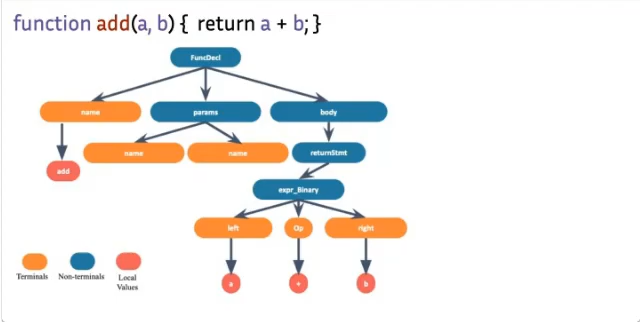 function add(a, b) { return a + b; }
FuncDecl
name params body
name name returnStmt
add
expr_Binary
left Op right
a + b
Terminals Non-terminals Local
Values